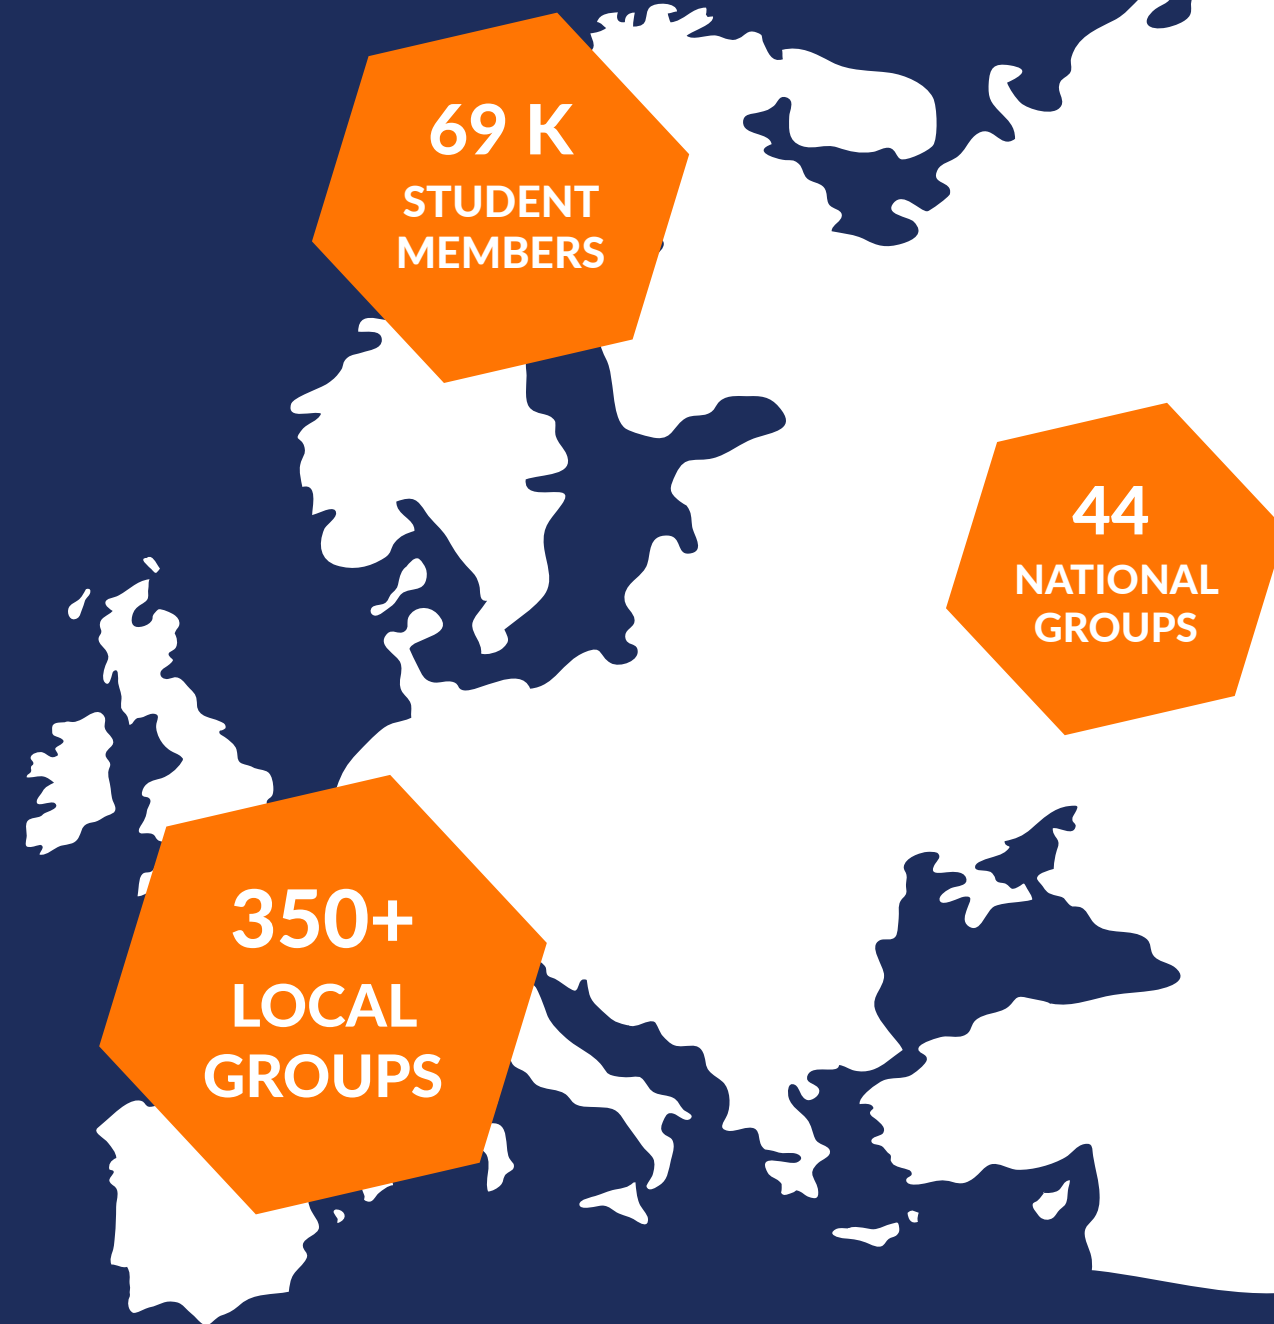 69 K
STUDENT
MEMBERS
44
NATIONAL
GROUPS
350+
LOCAL
GROUPS